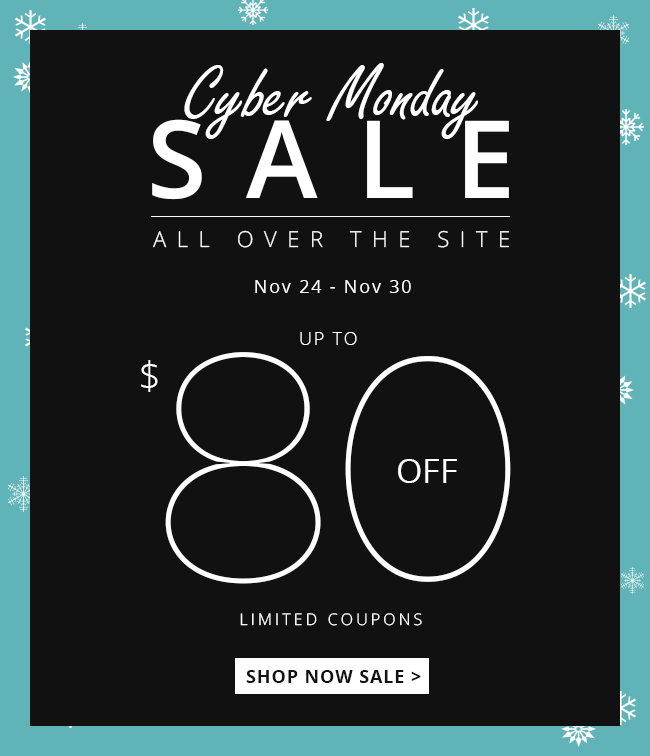 Cyber Monday
SALE
ALL OVER THE SITE
Nov 24 - Nov 30
UP TO
$80
OFF
LIMITED COUPONS
SHOP NOW SALE >